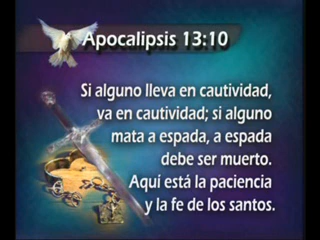 Apocalipsis 13:10
Si alguno lleva en cautividad,
va en cautividad; si alguno
mata a espada, a espada
debe ser muerto.
Aquí está la paciencia
y la fe de los santos.